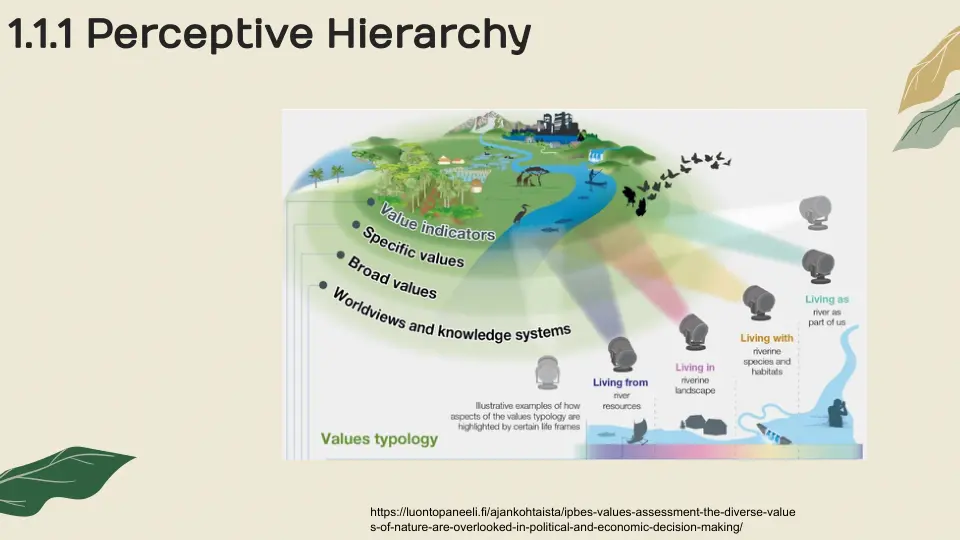 1.1.1 Perceptive Hierarchy
Value indicators
Specific values
Broad values
Worldviews and knowledge systems
Living as
river as
part of us
Living with
riverine
species and
habitats
Living in
riverine
landscape
Living from
river
resources
Illustrative examples of how
aspects of the values typology are
highlighted by certain life frames
Values typology
https://luontopaneeli.fi/ajankohtaista/ipbes-values-assessment-the-diverse-value
s-of-nature-are-overlooked-in-political-and-economic-decision-making/